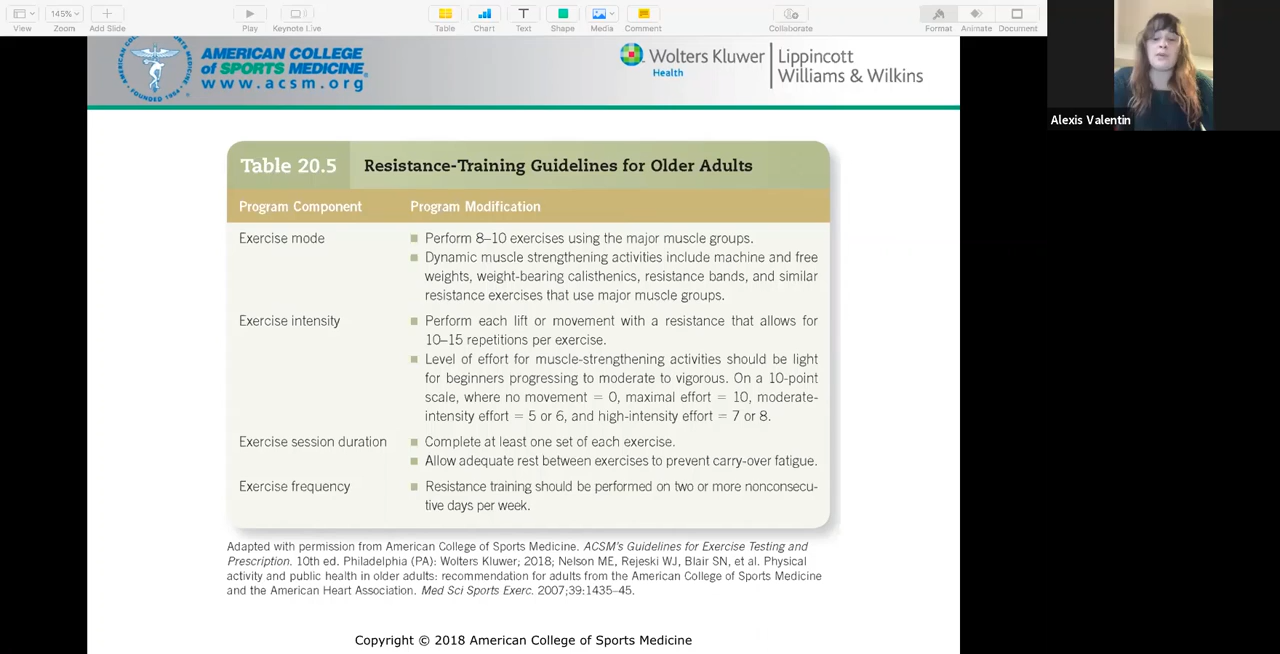 View
145%
Zoom
Add Slide
Play
Keynote Live
Table
Chart
Text
Shape
Media
Comment
Collaborate
Format
Animate
Document
AMERICAN COLLEGE
of SPORTS MEDICINE®
www.acsm.org
FOUNDED 1954
Wolters Kluwer
Health
Lippincott
Williams & Wilkins
Alexis Valentin
Table 20.5 Resistance-Training Guidelines for Older Adults
Program Component Program Modification
Exercise mode ■ Perform 8–10 exercises using the major muscle groups.
■ Dynamic muscle strengthening activities include machine and free
weights, weight-bearing calisthenics, resistance bands, and similar
resistance exercises that use major muscle groups.
Exercise intensity ■ Perform each lift or movement with a resistance that allows for
10–15 repetitions per exercise.
■ Level of effort for muscle-strengthening activities should be light
for beginners progressing to moderate to vigorous. On a 10-point
scale, where no movement = 0, maximal effort = 10, moderate-
intensity effort = 5 or 6, and high-intensity effort = 7 or 8.
Exercise session duration ■ Complete at least one set of each exercise.
■ Allow adequate rest between exercises to prevent carry-over fatigue.
Exercise frequency ■ Resistance training should be performed on two or more nonconsecu-
tive days per week.
Adapted with permission from American College of Sports Medicine. ACSM's Guidelines for Exercise Testing and
Prescription. 10th ed. Philadelphia (PA): Wolters Kluwer; 2018; Nelson ME, Rejeski WJ, Blair SN, et al. Physical
activity and public health in older adults: recommendation for adults from the American College of Sports Medicine
and the American Heart Association. Med Sci Sports Exerc. 2007;39:1435–45.
Copyright © 2018 American College of Sports Medicine